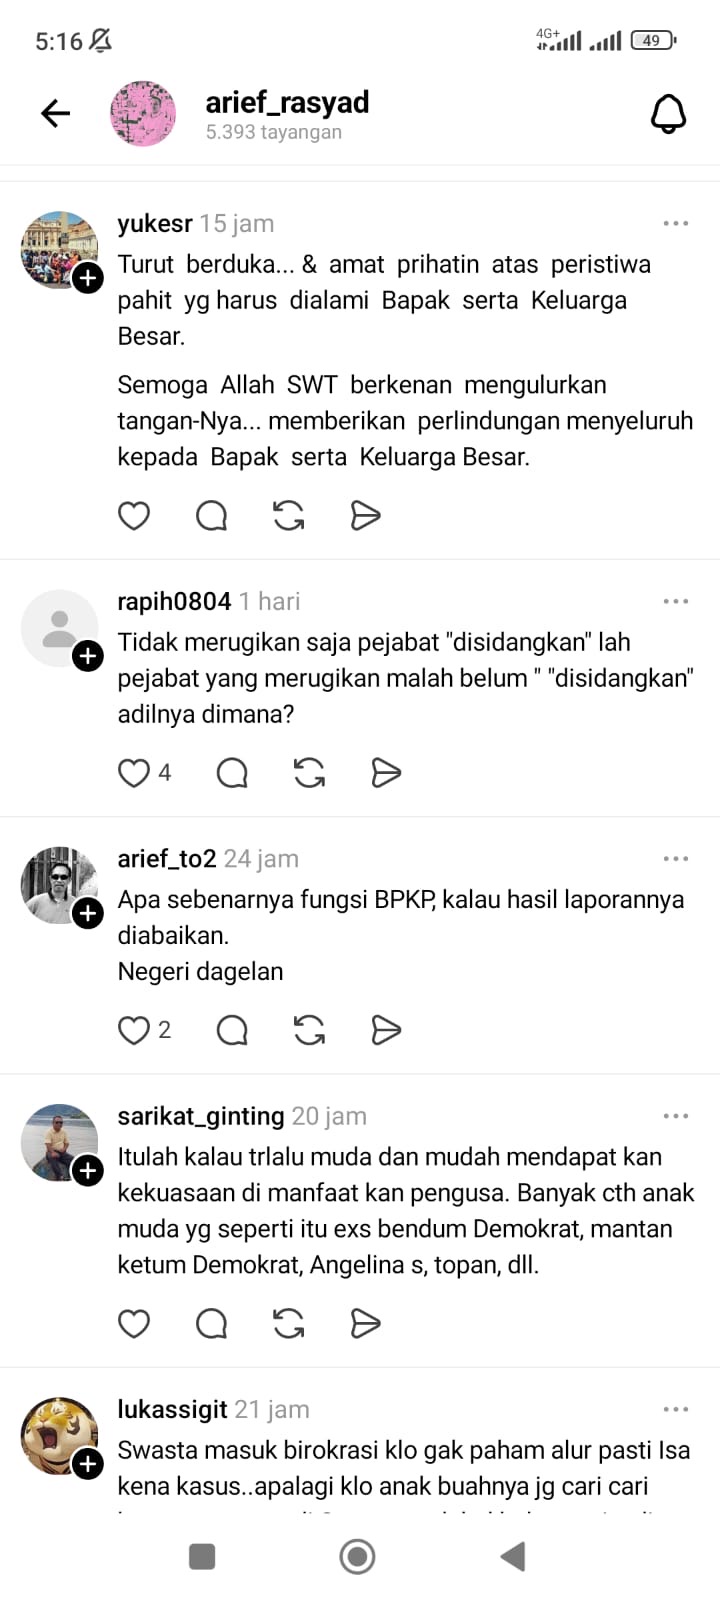 5:16
4G+
49
arief_rasyad
5.393 tayangan
yukesr 15 jam
Turut berduka... & amat prihatin atas peristiwa
pahit yg harus dialami Bapak serta Keluarga
Besar.
Semoga Allah SWT berkenan mengulurkan
tangan-Nya... memberikan perlindungan menyeluruh
kepada Bapak serta Keluarga Besar.
rapih0804 1 hari
Tidak merugikan saja pejabat "disidangkan" lah
pejabat yang merugikan malah belum " "disidangkan"
adilnya dimana?
4
arief_to2 24 jam
Apa sebenarnya fungsi BPKP, kalau hasil laporannya
diabaikan.
Negeri dagelan
2
sarikat_ginting 20 jam
Itulah kalau trlalu muda dan mudah mendapat kan
kekuasaan di manfaat kan pengusa. Banyak cth anak
muda yg seperti itu exs bendum Demokrat, mantan
ketum Demokrat, Angelina s, topan, dll.
lukassigit 21 jam
Swasta masuk birokrasi klo gak paham alur pasti Isa
kena kasus..apalagi klo anak buahnya jg cari cari